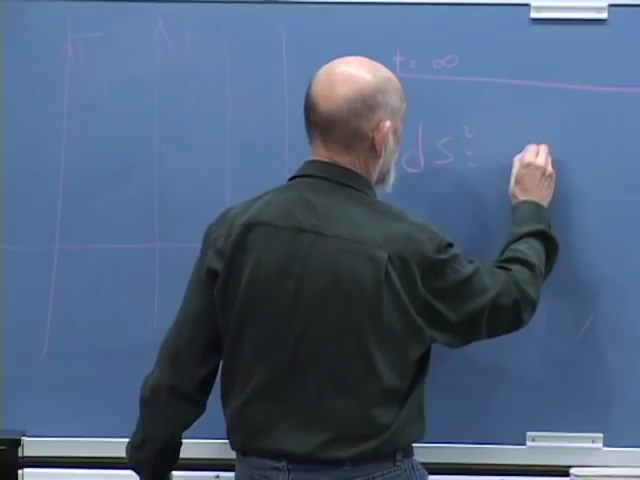 t = ∞
ds² =